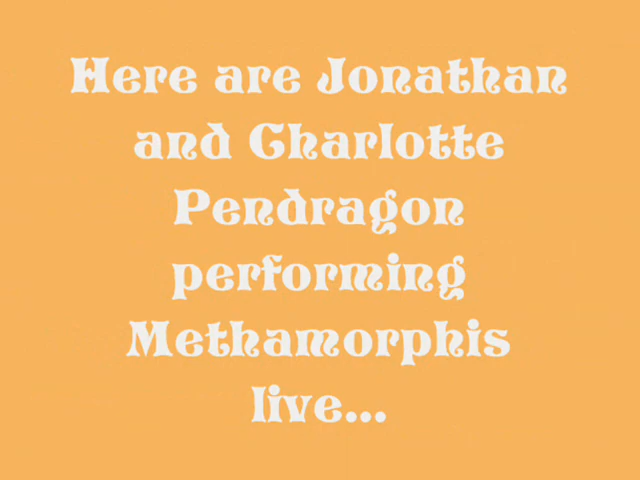 Here are Jonathan
and Charlotte
Pendragon
performing
Methamorphis
live...